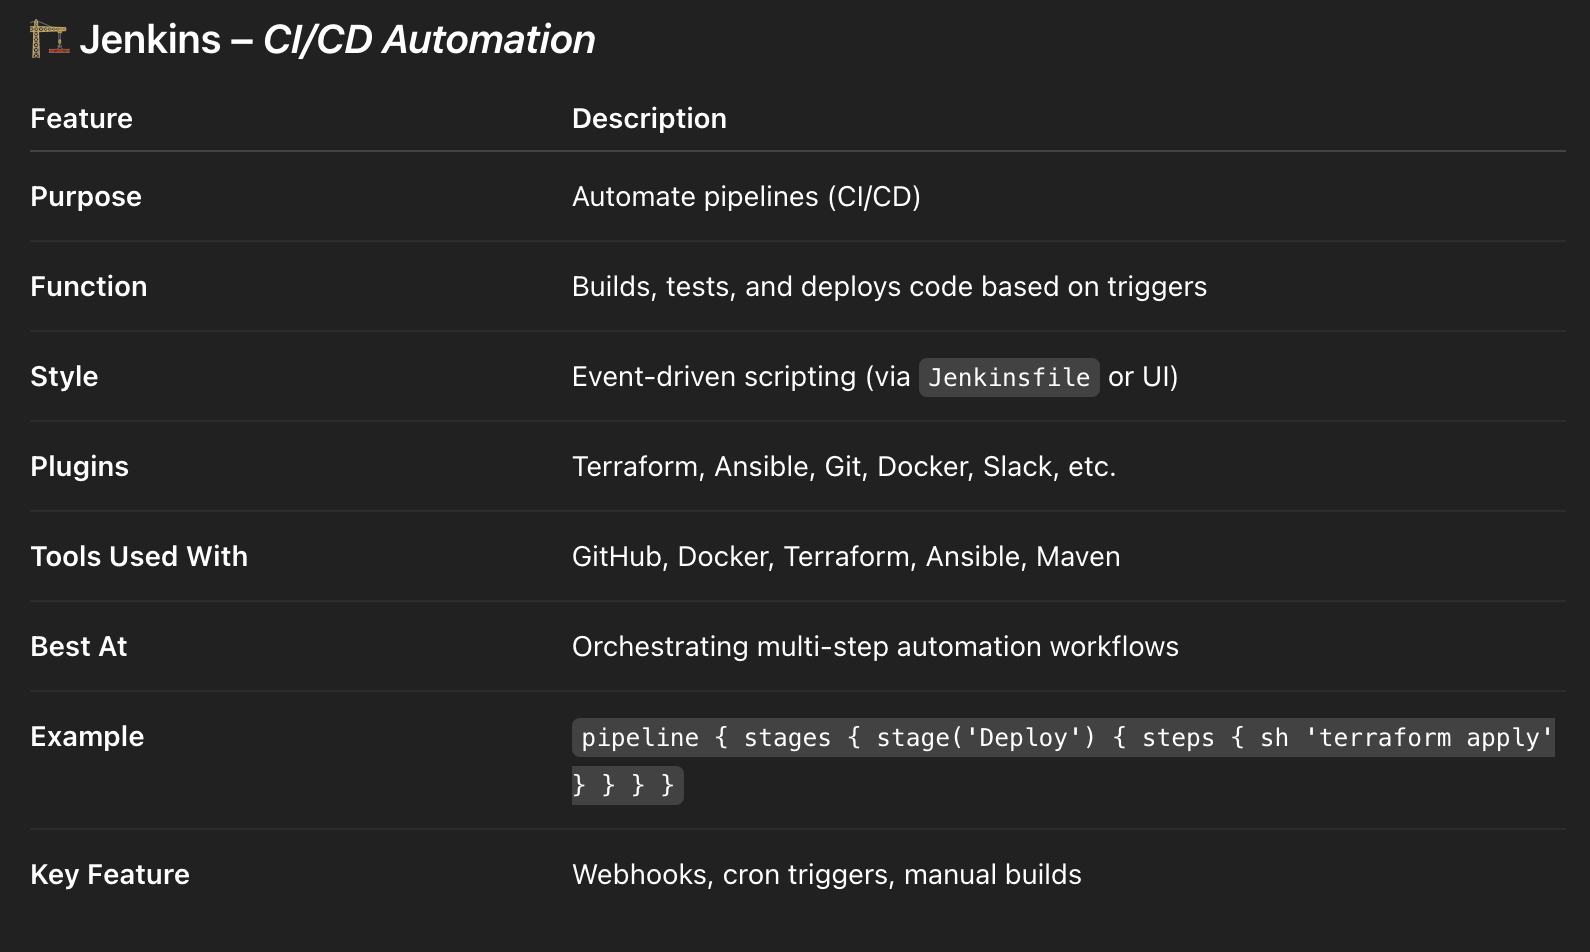 🏗️ Jenkins – CI/CD Automation
Feature Description
Purpose Automate pipelines (CI/CD)
Function Builds, tests, and deploys code based on triggers
Style Event-driven scripting (via Jenkinsfile or UI)
Plugins Terraform, Ansible, Git, Docker, Slack, etc.
Tools Used With GitHub, Docker, Terraform, Ansible, Maven
Best At Orchestrating multi-step automation workflows
Example pipeline { stages { stage('Deploy') { steps { sh 'terraform apply'
} } } }
Key Feature Webhooks, cron triggers, manual builds